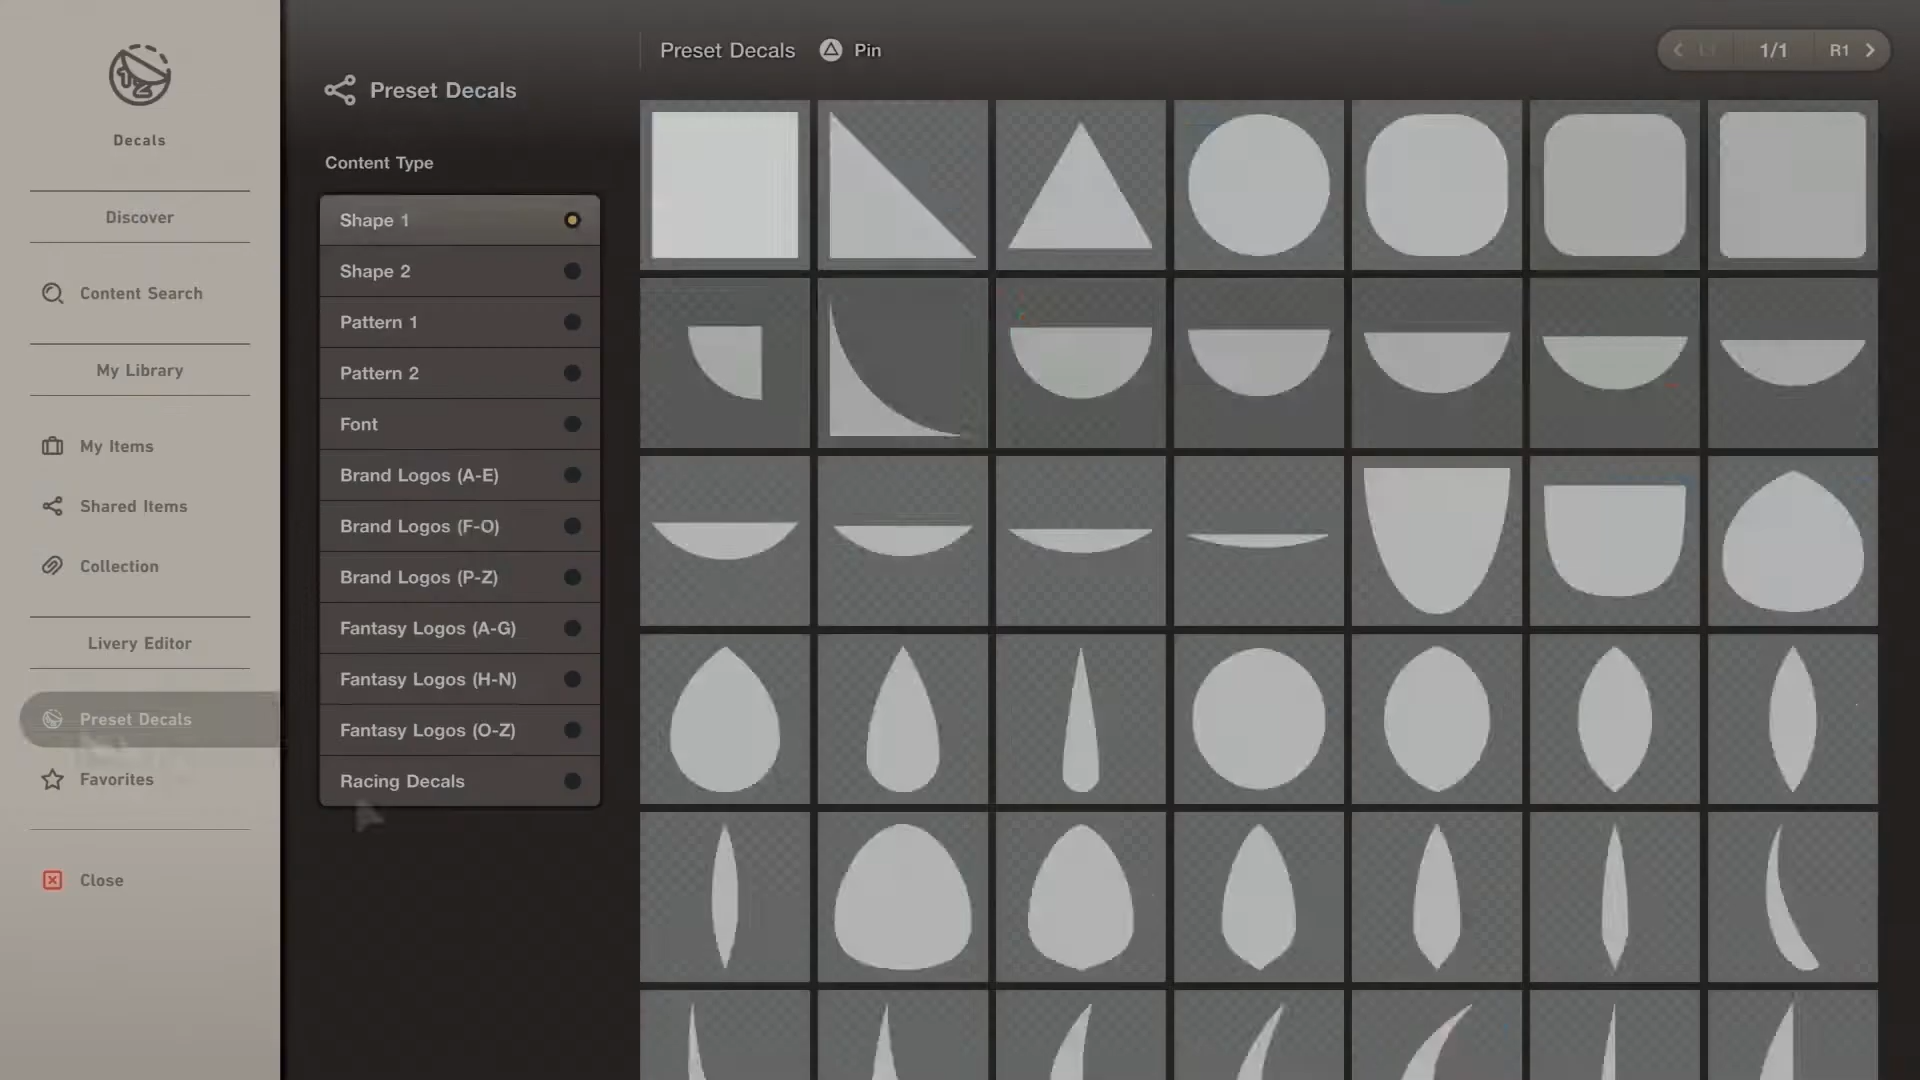 Decals
Discover
Content Search
My Library
My Items
Shared Items
Collection
Livery Editor
Preset Decals
Favorites
Close
Preset Decals
Content Type
Shape 1
Shape 2
Pattern 1
Pattern 2
Font
Brand Logos (A-E)
Brand Logos (F-O)
Brand Logos (P-Z)
Fantasy Logos (A-G)
Fantasy Logos (H-N)
Fantasy Logos (O-Z)
Racing Decals
Preset Decals Pin
L1 1/1 R1